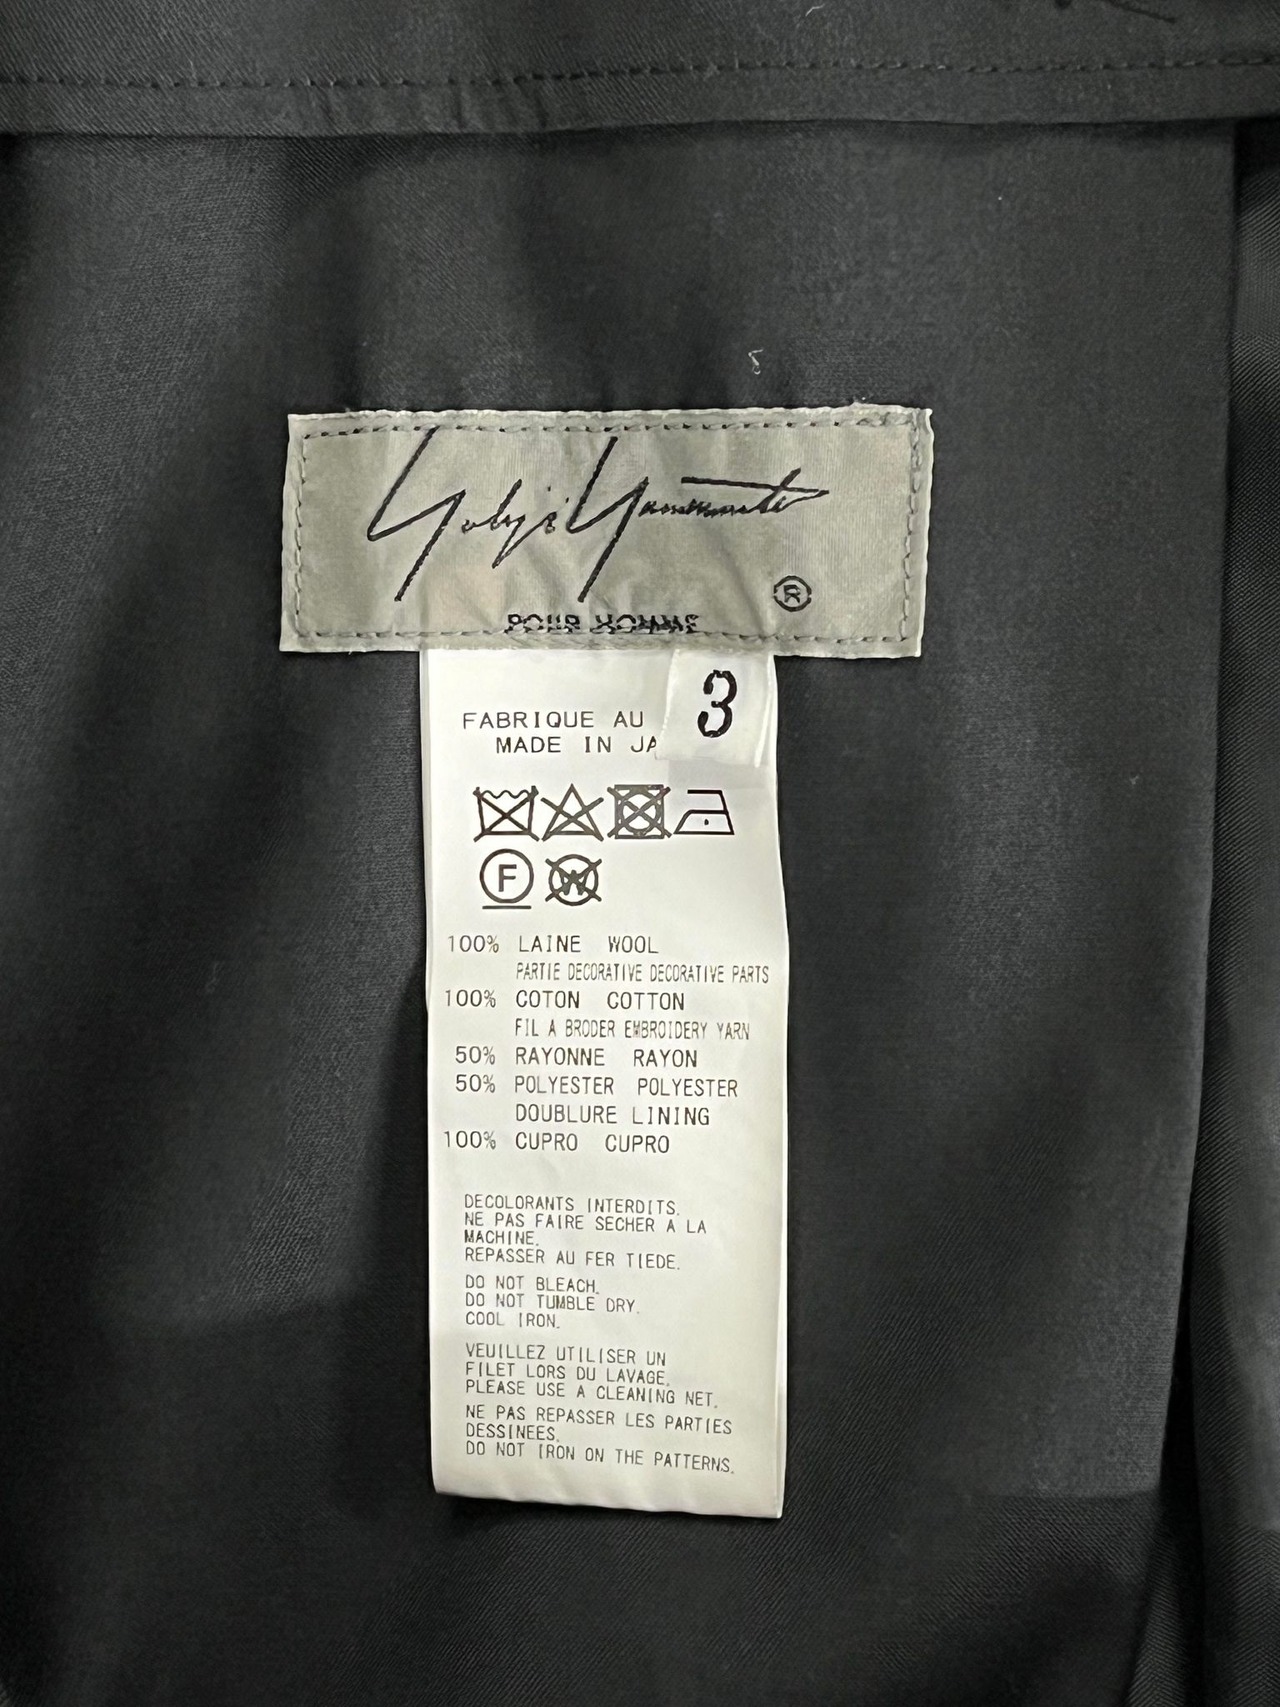 Yohji Yamamoto
®
POUR HOMME
3
FABRIQUE AU
MADE IN JA
F
W
100% LAINE WOOL
PARTIE DECORATIVE DECORATIVE PARTS
100% COTON COTTON
FIL A BRODER EMBROIDERY YARN
50% RAYONNE RAYON
50% POLYESTER POLYESTER
DOUBLURE LINING
100% CUPRO CUPRO
DECOLORANTS INTERDITS.
NE PAS FAIRE SECHER A LA
MACHINE.
REPASSER AU FER TIEDE.
DO NOT BLEACH.
DO NOT TUMBLE DRY.
COOL IRON.
VEUILLEZ UTILISER UN
FILET LORS DU LAVAGE.
PLEASE USE A CLEANING NET.
NE PAS REPASSER LES PARTIES
DESSINEES.
DO NOT IRON ON THE PATTERNS.